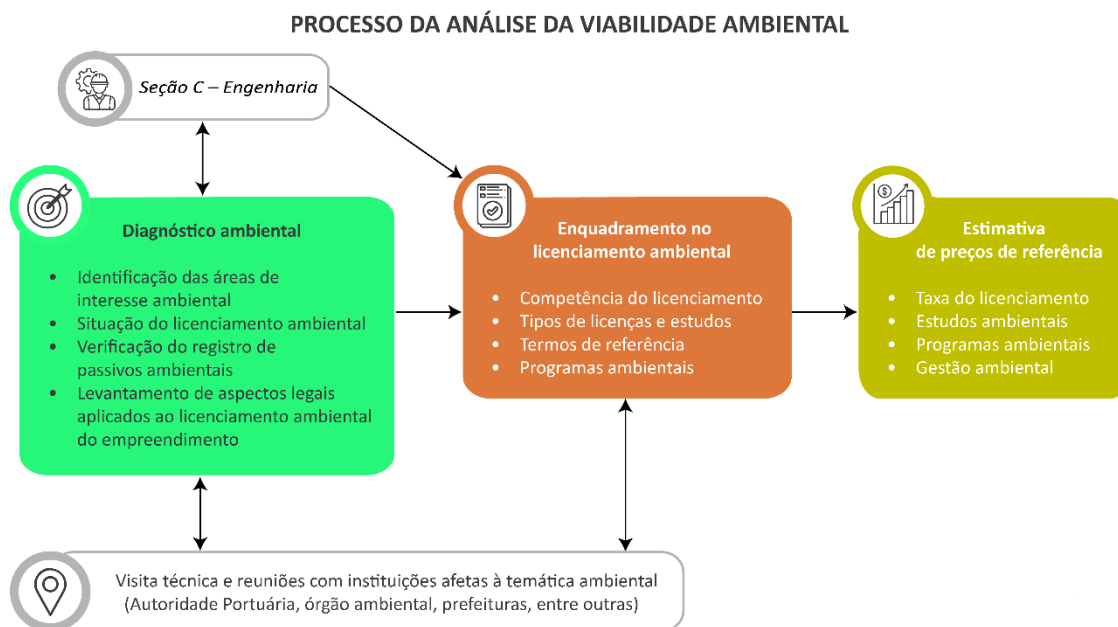 PROCESSO DA ANÁLISE DA VIABILIDADE AMBIENTAL
Seção C – Engenharia
Diagnóstico ambiental
• Identificação das áreas de
interesse ambiental
• Situação do licenciamento ambiental
• Verificação do registro de
passivos ambientais
• Levantamento de aspectos legais
aplicados ao licenciamento ambiental
do empreendimento
Enquadramento no
licenciamento ambiental
• Competência do licenciamento
• Tipos de licenças e estudos
• Termos de referência
• Programas ambientais
$
Estimativa
de preços de referência
• Taxa do licenciamento
• Estudos ambientais
• Programas ambientais
• Gestão ambiental
Visita técnica e reuniões com instituições afetas à temática ambiental
(Autoridade Portuária, órgão ambiental, prefeituras, entre outras)